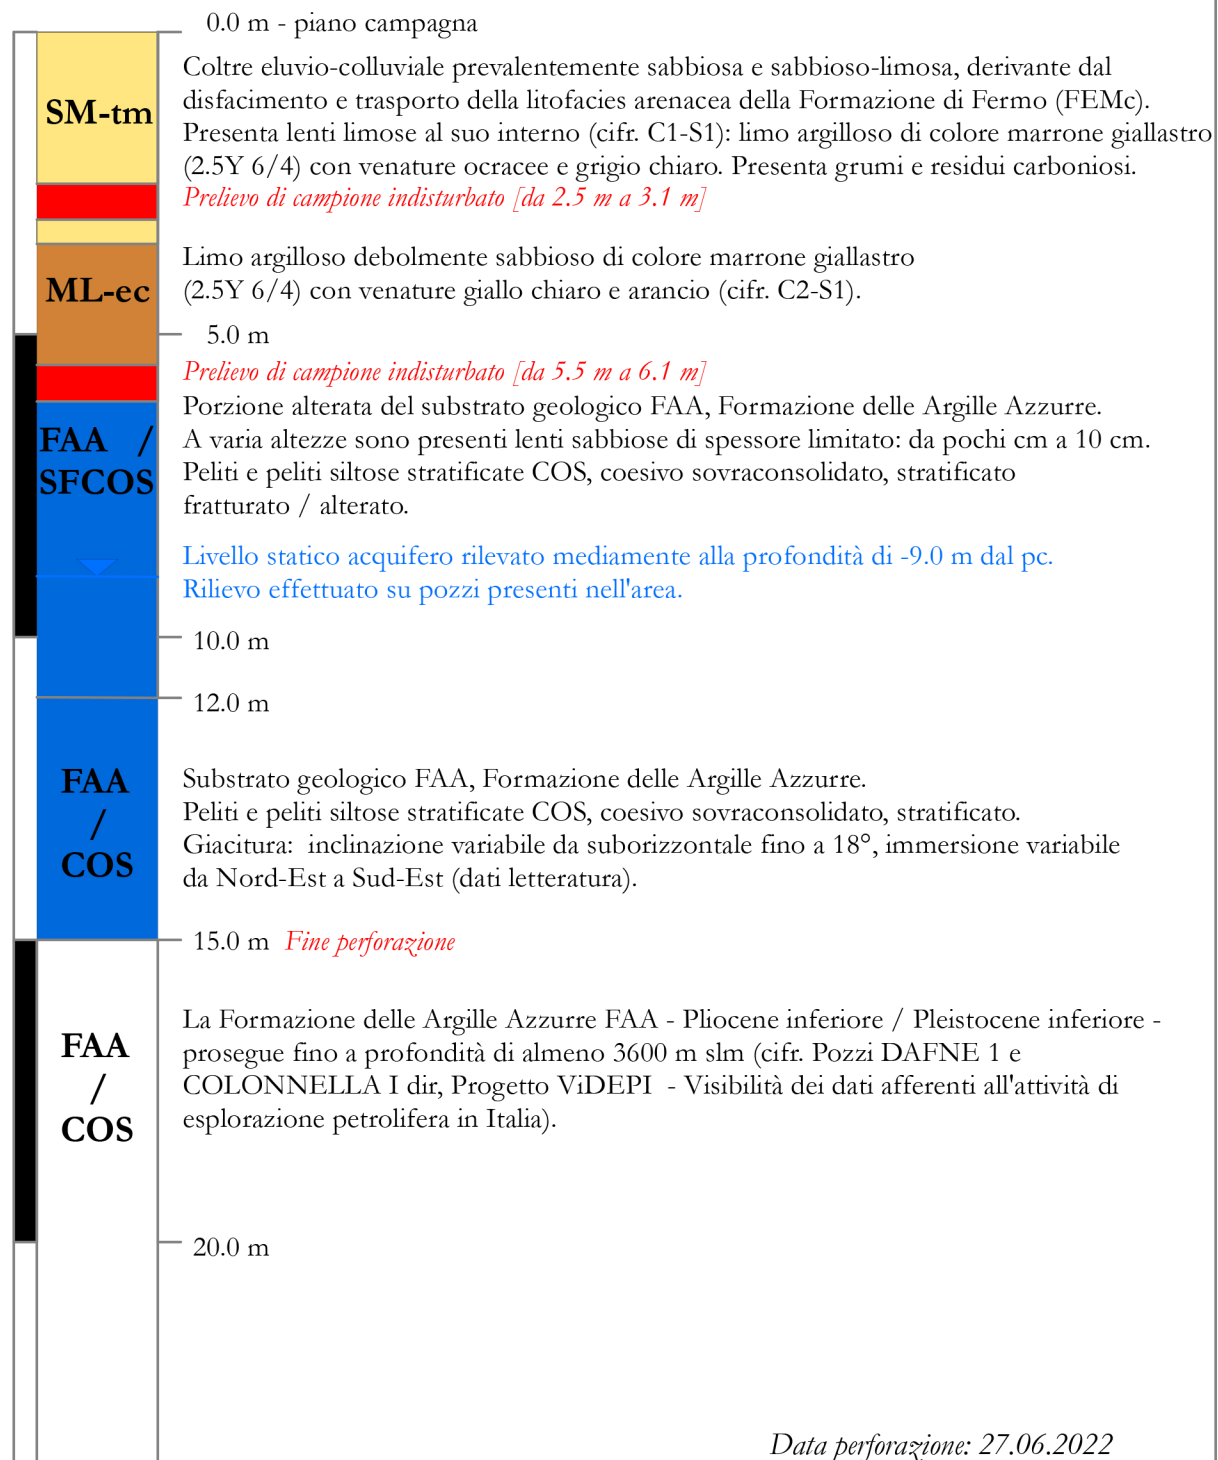 0.0 m - piano campagna
SM-tm
Coltre eluvio-colluviale prevalentemente sabbiosa e sabbioso-limosa, derivante dal
disfacimento e trasporto della litofacies arenacea della Formazione di Fermo (FEMc).
Presenta lenti limose al suo interno (cifr. C1-S1): limo argilloso di colore marrone giallastro
(2.5Y 6/4) con venature ocracee e grigio chiaro. Presenta grumi e residui carboniosi.
Prelievo di campione indisturbato [da 2.5 m a 3.1 m]
ML-ec
Limo argilloso debolmente sabbioso di colore marrone giallastro
(2.5Y 6/4) con venature giallo chiaro e arancio (cifr. C2-S1).
5.0 m
Prelievo di campione indisturbato [da 5.5 m a 6.1 m]
FAA /
SFCOS
Porzione alterata del substrato geologico FAA, Formazione delle Argille Azzurre.
A varia altezze sono presenti lenti sabbiose di spessore limitato: da pochi cm a 10 cm.
Peliti e peliti siltose stratificate COS, coesivo sovraconsolidato, stratificato
fratturato / alterato.
Livello statico acquifero rilevato mediamente alla profondità di -9.0 m dal pc.
Rilievo effettuato su pozzi presenti nell'area.
10.0 m
12.0 m
FAA
/
COS
Substrato geologico FAA, Formazione delle Argille Azzurre.
Peliti e peliti siltose stratificate COS, coesivo sovraconsolidato, stratificato.
Giacitura: inclinazione variabile da suborizzontale fino a 18°, immersione variabile
da Nord-Est a Sud-Est (dati letteratura).
15.0 m Fine perforazione
FAA
/
COS
La Formazione delle Argille Azzurre FAA - Pliocene inferiore / Pleistocene inferiore -
prosegue fino a profondità di almeno 3600 m slm (cifr. Pozzi DAFNE 1 e
COLONNELLA I dir, Progetto ViDEPI - Visibilità dei dati afferenti all'attività di
esplorazione petrolifera in Italia).
20.0 m
Data perforazione: 27.06.2022